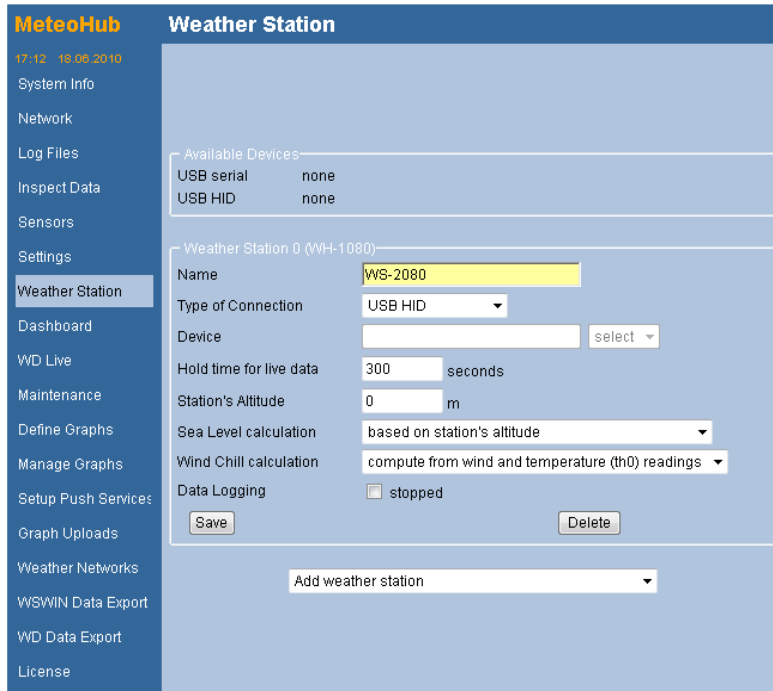 MeteoHub
17:12 18.06.2010
System Info
Network
Log Files
Inspect Data
Sensors
Settings
Weather Station
Dashboard
WD Live
Maintenance
Define Graphs
Manage Graphs
Setup Push Services
Graph Uploads
Weather Networks
WSWIN Data Export
WD Data Export
License
Weather Station
Available Devices
USB serial none
USB HID none
Weather Station 0 (WH-1080)
Name WS-2080
Type of Connection USB HID
Device select
Hold time for live data 300 seconds
Station's Altitude 0 m
Sea Level calculation based on station's altitude
Wind Chill calculation compute from wind and temperature (th0) readings
Data Logging stopped
Save Delete
Add weather station